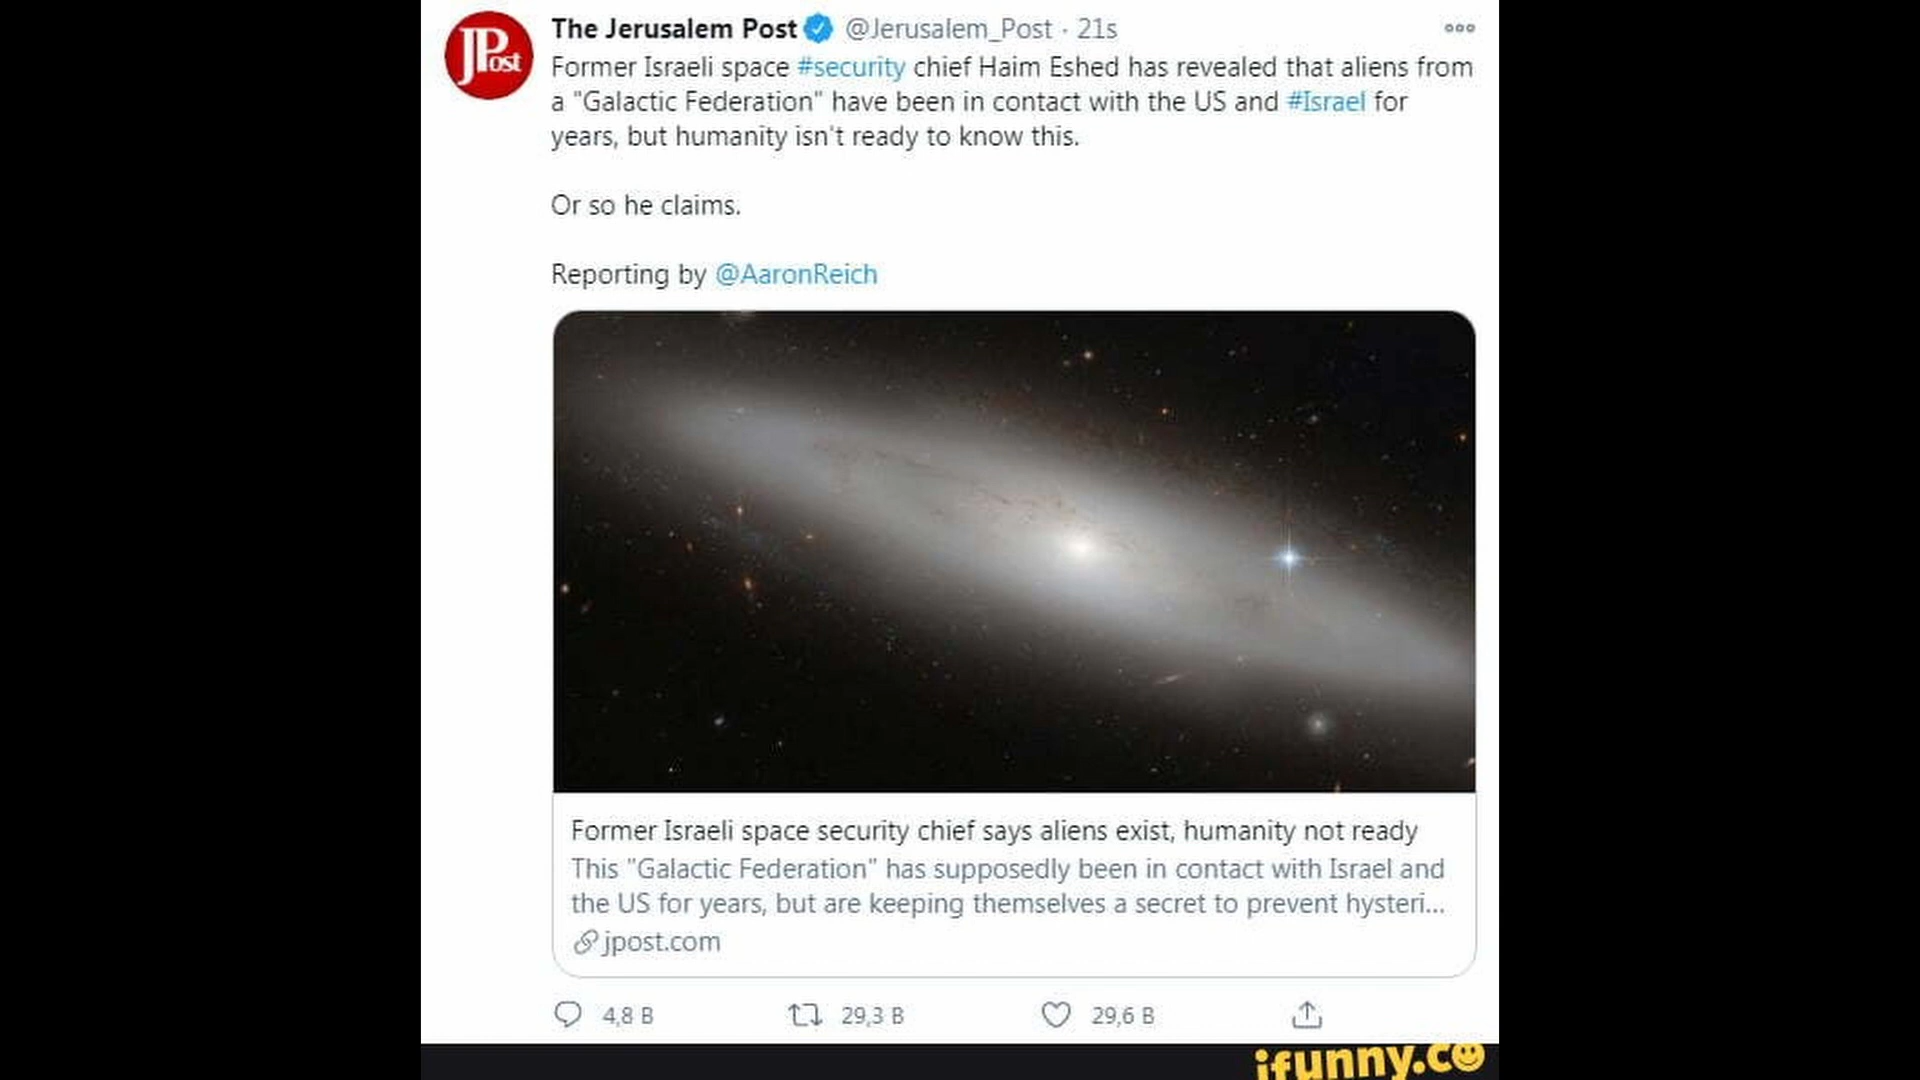 JPost
The Jerusalem Post @Jerusalem_Post · 21s
Former Israeli space #security chief Haim Eshed has revealed that aliens from
a "Galactic Federation" have been in contact with the US and #Israel for
years, but humanity isn't ready to know this.
Or so he claims.
Reporting by @AaronReich
Former Israeli space security chief says aliens exist, humanity not ready
This "Galactic Federation" has supposedly been in contact with Israel and
the US for years, but are keeping themselves a secret to prevent hysteri...
jpost.com
4,8 B 29,3 B 29,6 B
ifunny.co